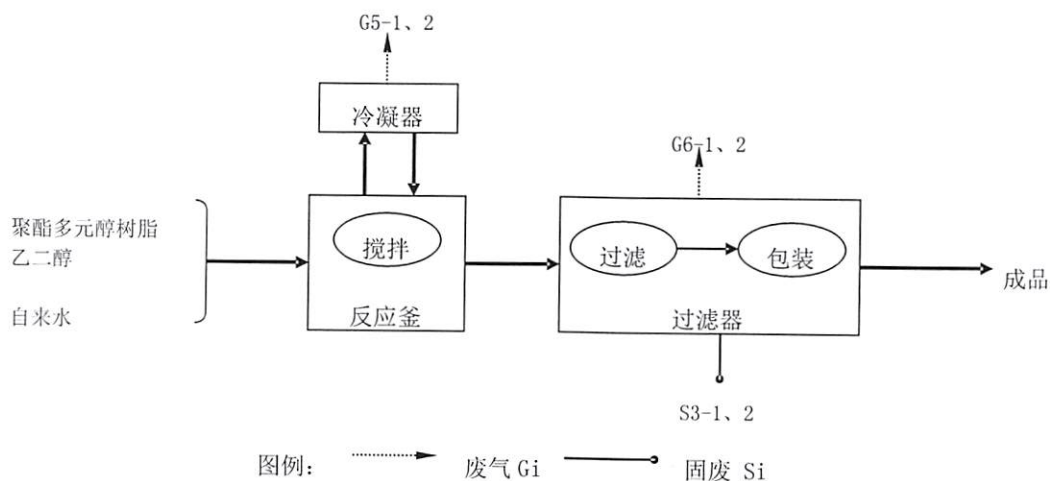 G5-1、2
冷凝器
G6-1、2
聚酯多元醇树脂
乙二醇
自来水
搅拌
反应釜
过滤
包装
过滤器
成品
S3-1、2
图例： 废气 Gi 固废 Si